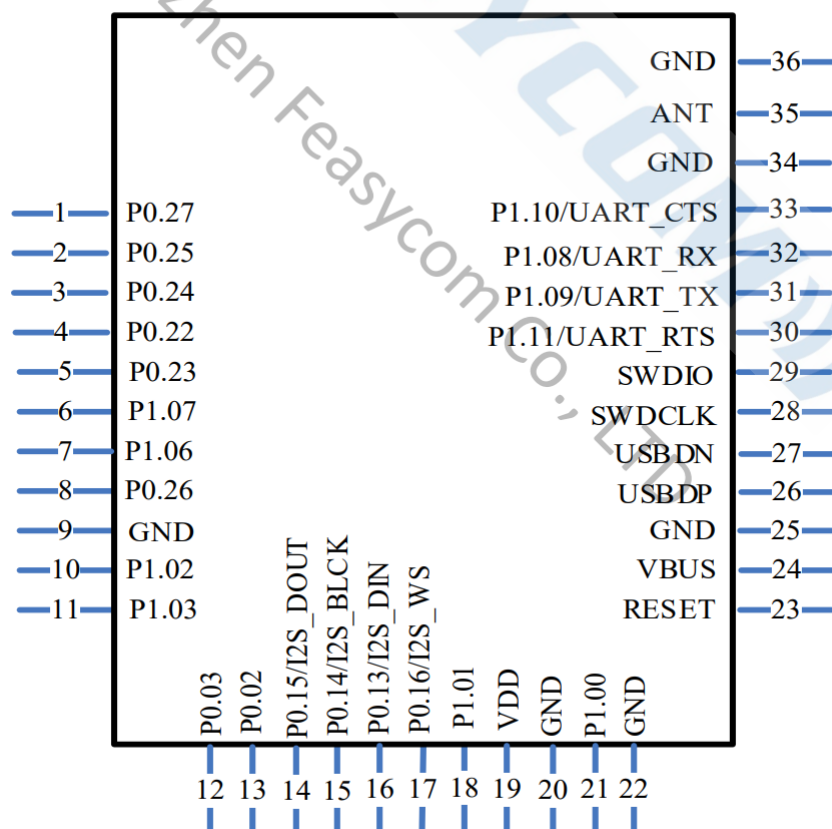 GND 36
ANT 35
GND 34
1 P0.27
P1.10/UART_CTS 33
2 P0.25
P1.08/UART_RX 32
3 P0.24
P1.09/UART_TX 31
4 P0.22
P1.11/UART_RTS 30
5 P0.23
SWDIO 29
6 P1.07
SWDCLK 28
7 P1.06
USBDN 27
8 P0.26
USBDP 26
9 GND
GND 25
10 P1.02
VBUS 24
11 P1.03
RESET 23
P0.03
P0.02
P0.15/I2S_DOUT
P0.14/I2S_BLCK
P0.13/I2S_DIN
P0.16/I2S_WS
P1.01
VDD
GND
P1.00
GND
12 13 14 15 16 17 18 19 20 21 22
zhen Feasycom Co., LTD
YCOM